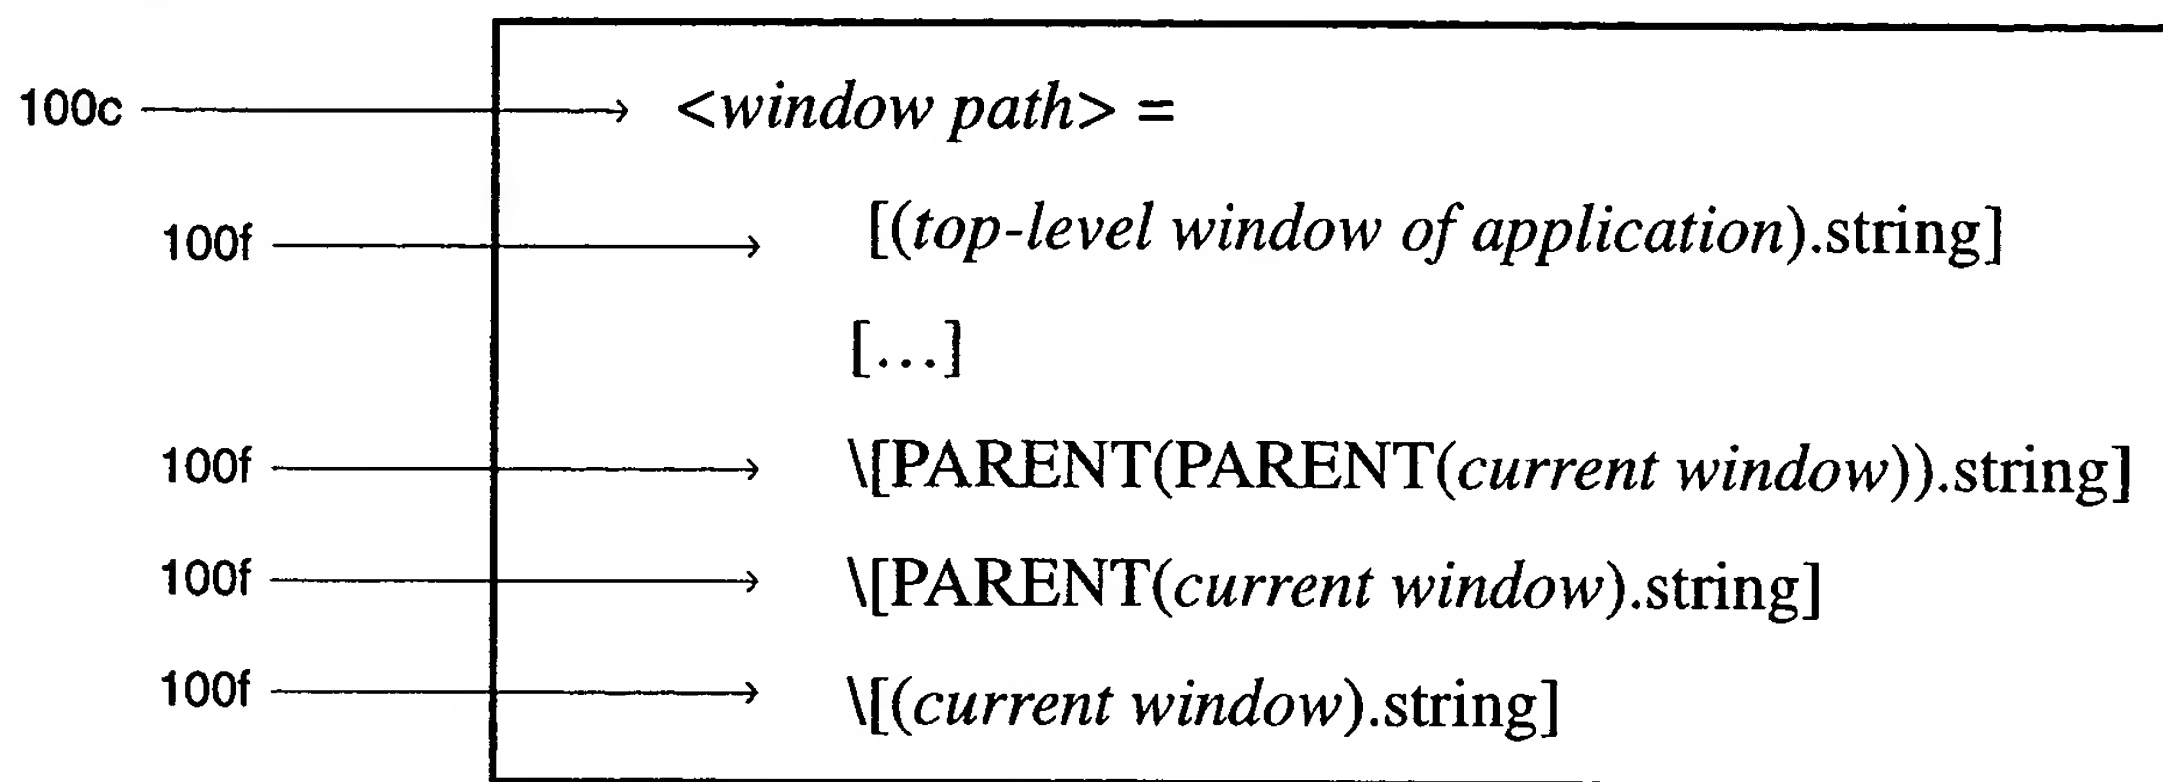 100c <window path> =
100f [(top-level window of application).string]
[...]
100f \[PARENT(PARENT(current window)).string]
100f \[PARENT(current window).string]
100f \[(current window).string]